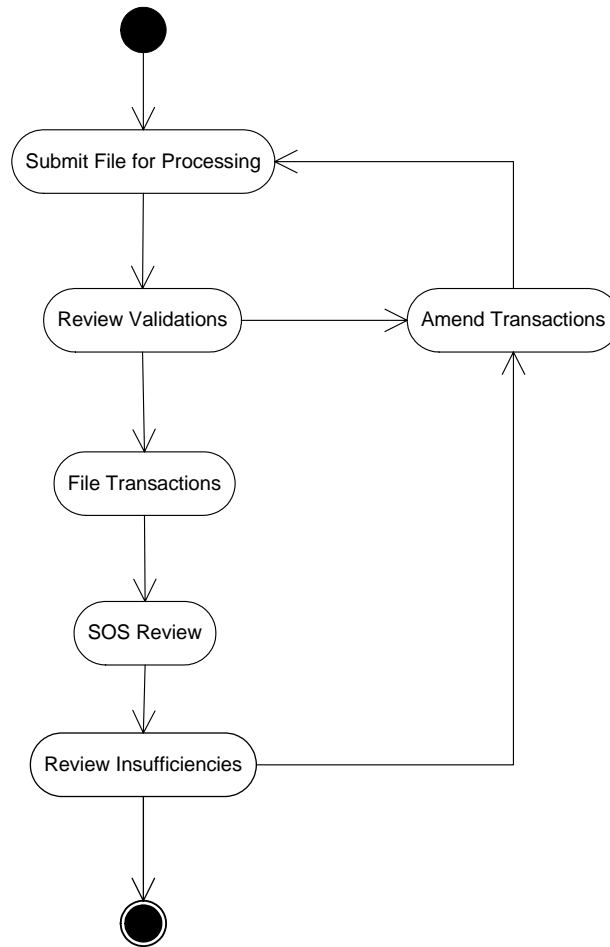 Submit File for Processing
Review Validations
Amend Transactions
File Transactions
SOS Review
Review Insufficiencies